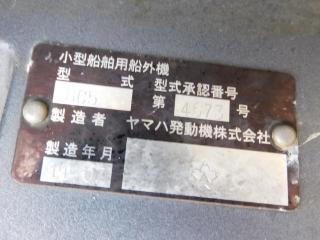 小型船舶用船外機
型式 型式承認番号
第 4573 号
製造者 ヤマハ発動機株式会社
製造年月